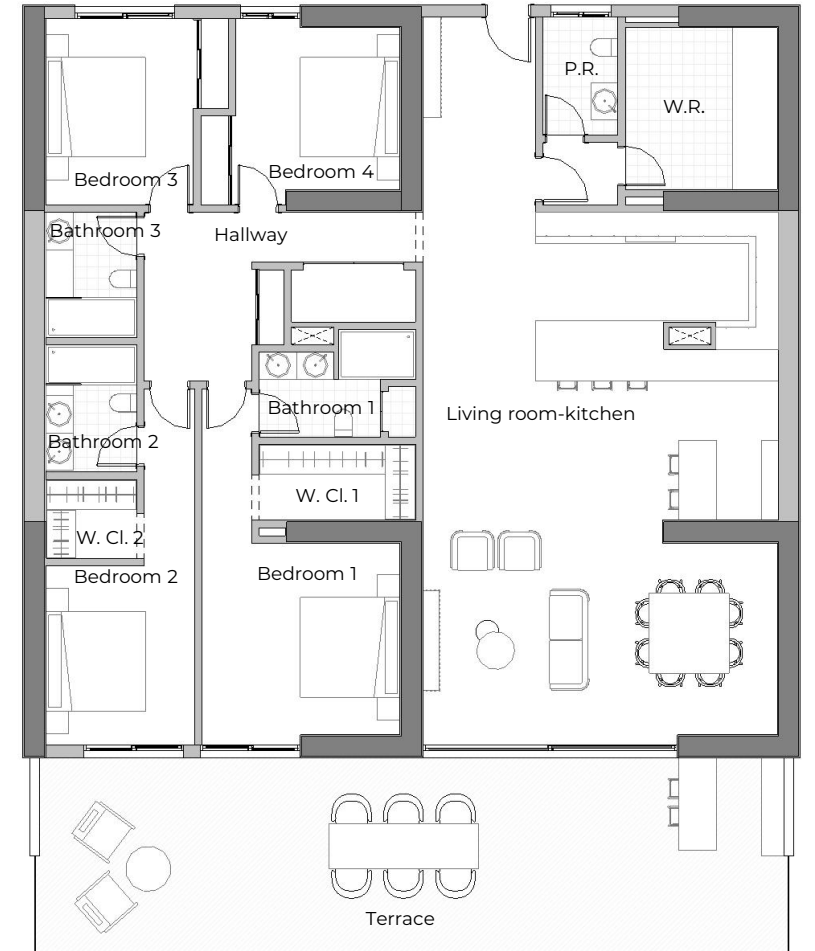 P.R.
W.R.
Bedroom 3
Bedroom 4
Bathroom 3
Hallway
Bathroom 1
Living room-kitchen
Bathroom 2
W. Cl. 1
W. Cl. 2
Bedroom 2
Bedroom 1
Terrace